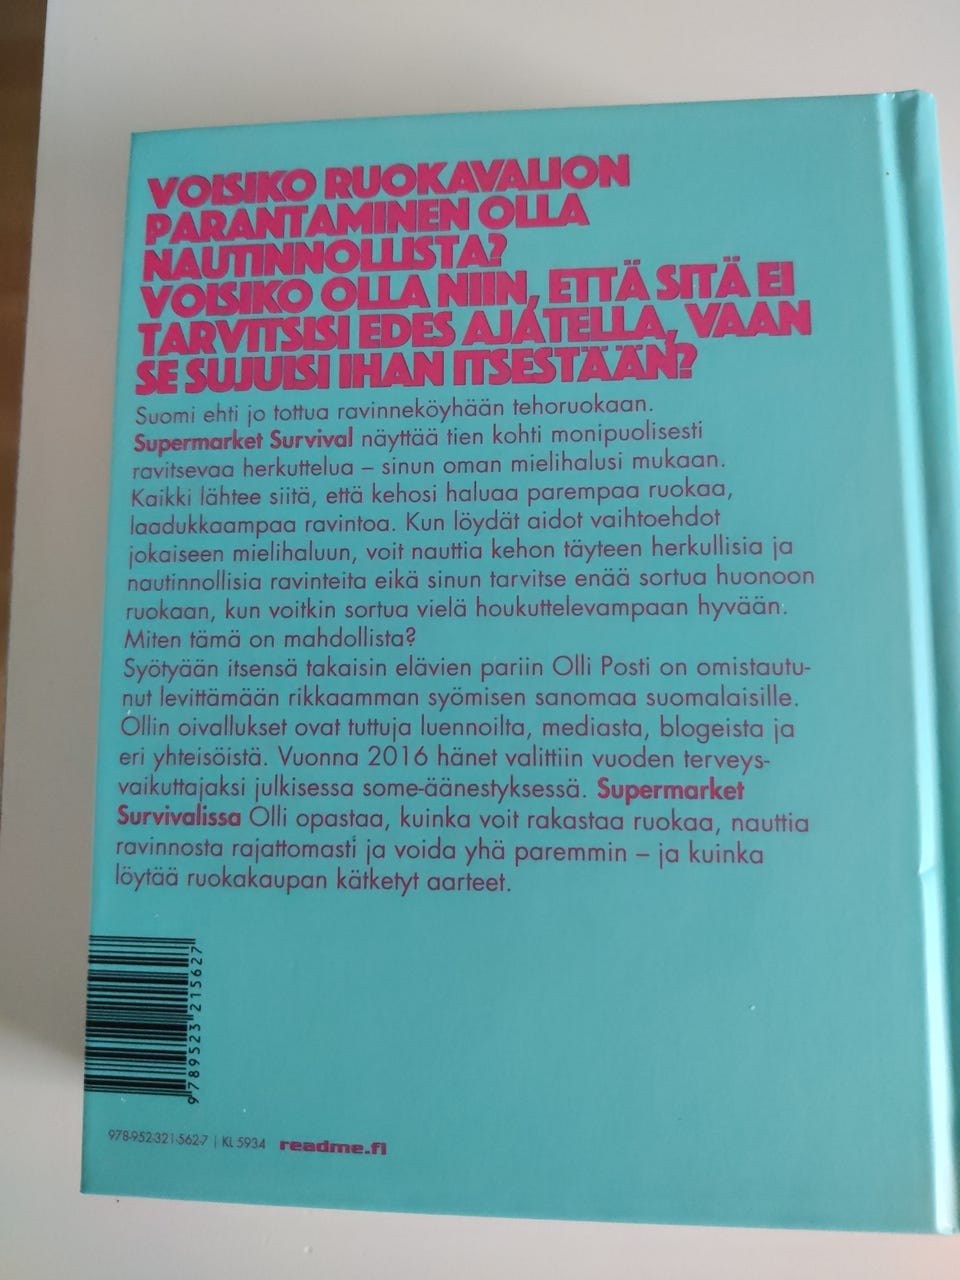 VOISIKO RUOKAVALION
PARANTAMINEN OLLA
NAUTINNOLLISTA?
VOISIKO OLLA NIIN, ETTÄ SITÄ EI
TARVITSISI EDES AJATELLA, VAAN
SE SUJUISI IHAN ITSESTÄÄN?
Suomi ehti jo tottua ravinneköyhään tehoruokaan.
Supermarket Survival näyttää tien kohti monipuolisesti
ravitsevaa herkuttelua – sinun oman mielihalusi mukaan.
Kaikki lähtee siitä, että kehosi haluaa parempaa ruokaa,
laadukkaampaa ravintoa. Kun löydät aidot vaihtoehdot
jokaiseen mielihaluun, voit nauttia kehon täyteen herkullisia ja
nautinnollisia ravinteita eikä sinun tarvitse enää sortua huonoon
ruokaan, kun voitkin sortua vielä houkuttelevampaan hyvään.
Miten tämä on mahdollista?
Syötyään itsensä takaisin elävien pariin Olli Posti on omistautu-
nut levittämään rikkaamman syömisen sanomaa suomalaisille.
Ollin oivallukset ovat tuttuja luennoilta, mediasta, blogeista ja
eri yhteisöistä. Vuonna 2016 hänet valittiin vuoden terveys-
vaikuttajaksi julkisessa some-äänestyksessä. Supermarket
Survivalissa Olli opastaa, kuinka voit rakastaa ruokaa, nauttia
ravinnosta rajattomasti ja voida yhä paremmin – ja kuinka
löytää ruokakaupan kätketyt aarteet.
9 789523 215627
978-952-321-562-7 | KL 59.34 readme.fi